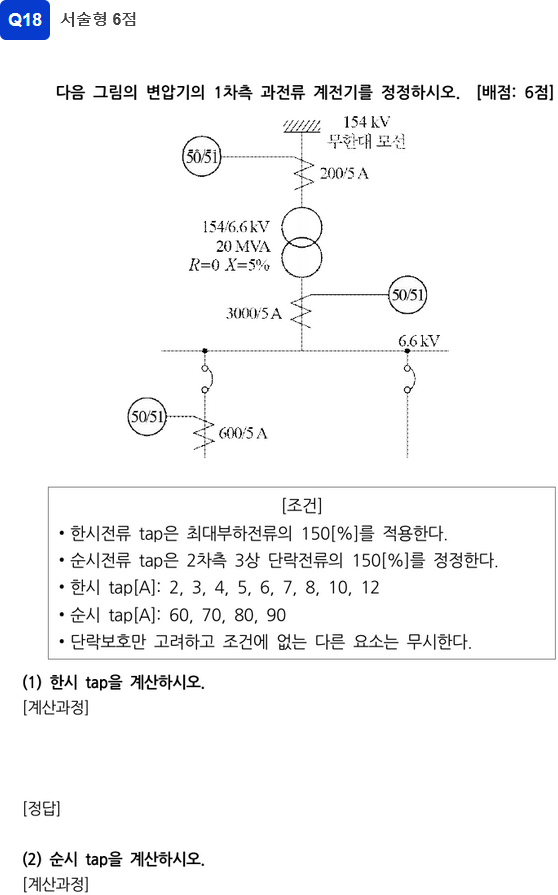 Q18 서술형 6점
다음 그림의 변압기의 1차측 과전류 계전기를 정정하시오. [배점: 6점]
154 kV
무한대 모선
50/51
200/5 A
154/6.6 kV
20 MVA
R=0 X=5%
50/51
3000/5 A
6.6 kV
50/51
600/5 A
[조건]
• 한시전류 tap은 최대부하전류의 150[%]를 적용한다.
• 순시전류 tap은 2차측 3상 단락전류의 150[%]를 정정한다.
• 한시 tap[A]: 2, 3, 4, 5, 6, 7, 8, 10, 12
• 순시 tap[A]: 60, 70, 80, 90
• 단락보호만 고려하고 조건에 없는 다른 요소는 무시한다.
(1) 한시 tap을 계산하시오.
[계산과정]
[정답]
(2) 순시 tap을 계산하시오.
[계산과정]